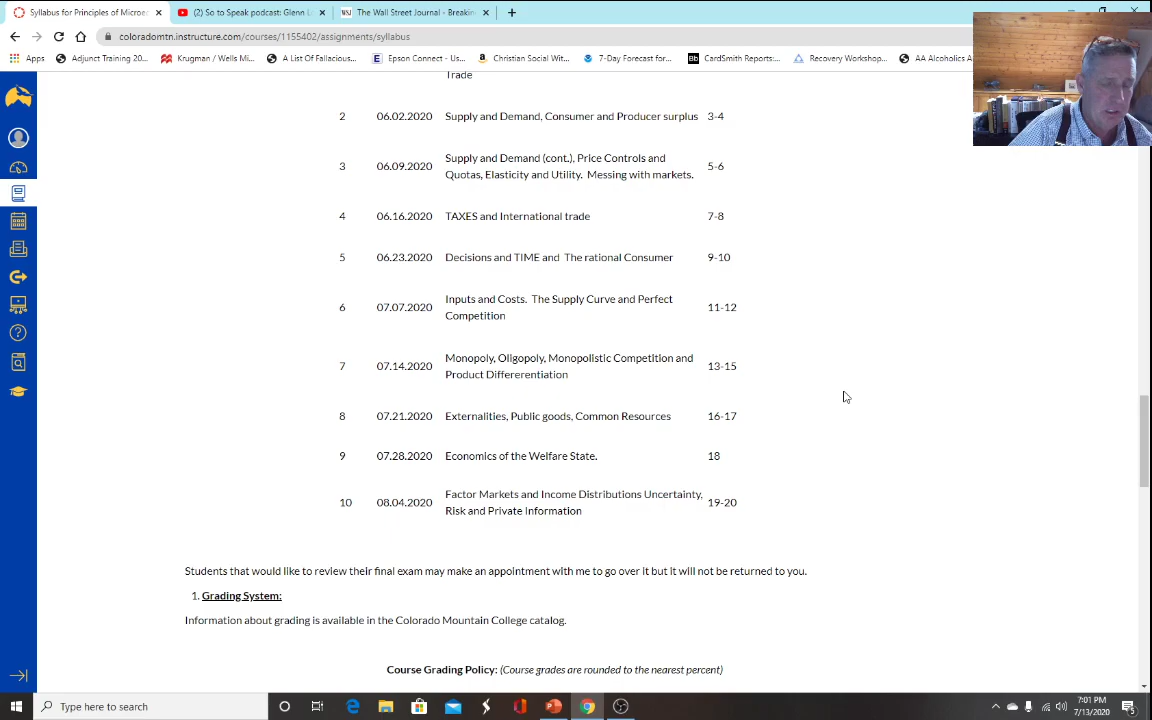 Syllabus for Principles of Microec
(2) So to Speak podcast: Glenn L
WSJ The Wall Street Journal - Breakin
coloradomtn.instructure.com/courses/1155402/assignments/syllabus
Apps
Adjunct Training 20...
Krugman / Wells Mi...
A List Of Fallacious...
Epson Connect - Us...
Christian Social Wit...
7-Day Forecast for...
Bb CardSmith Reports:...
Recovery Workshop...
AA Alcoholics A
Trade
2 06.02.2020 Supply and Demand, Consumer and Producer surplus 3-4
Supply and Demand (cont.), Price Controls and
3 06.09.2020 Quotas, Elasticity and Utility. Messing with markets. 5-6
4 06.16.2020 TAXES and International trade 7-8
5 06.23.2020 Decisions and TIME and The rational Consumer 9-10
6 07.07.2020 Inputs and Costs. The Supply Curve and Perfect 11-12
Competition
7 07.14.2020 Monopoly, Oligopoly, Monopolistic Competition and 13-15
Product Differerentiation
8 07.21.2020 Externalities, Public goods, Common Resources 16-17
9 07.28.2020 Economics of the Welfare State. 18
10 08.04.2020 Factor Markets and Income Distributions Uncertainty, 19-20
Risk and Private Information
Students that would like to review their final exam may make an appointment with me to go over it but it will not be returned to you.
1. Grading System:
Information about grading is available in the Colorado Mountain College catalog.
Course Grading Policy: (Course grades are rounded to the nearest percent)
Type here to search
7:01 PM
7/13/2020
5